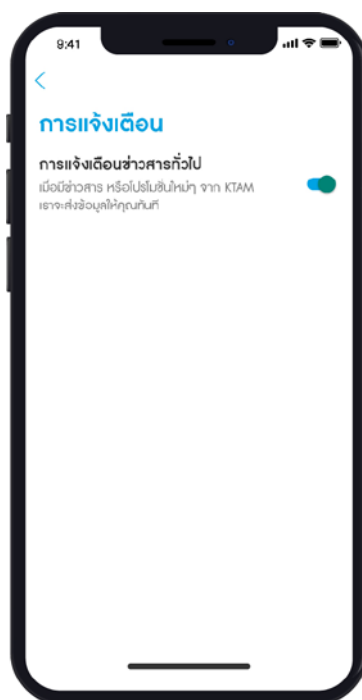 9:41
การแจ้งเตือน
การแจ้งเตือนข่าวสารทั่วไป
เมื่อมีข่าวสาร หรือโปรโมชันใหม่ๆ จาก KTAM
เราจะส่งข้อมูลให้คุณทันที